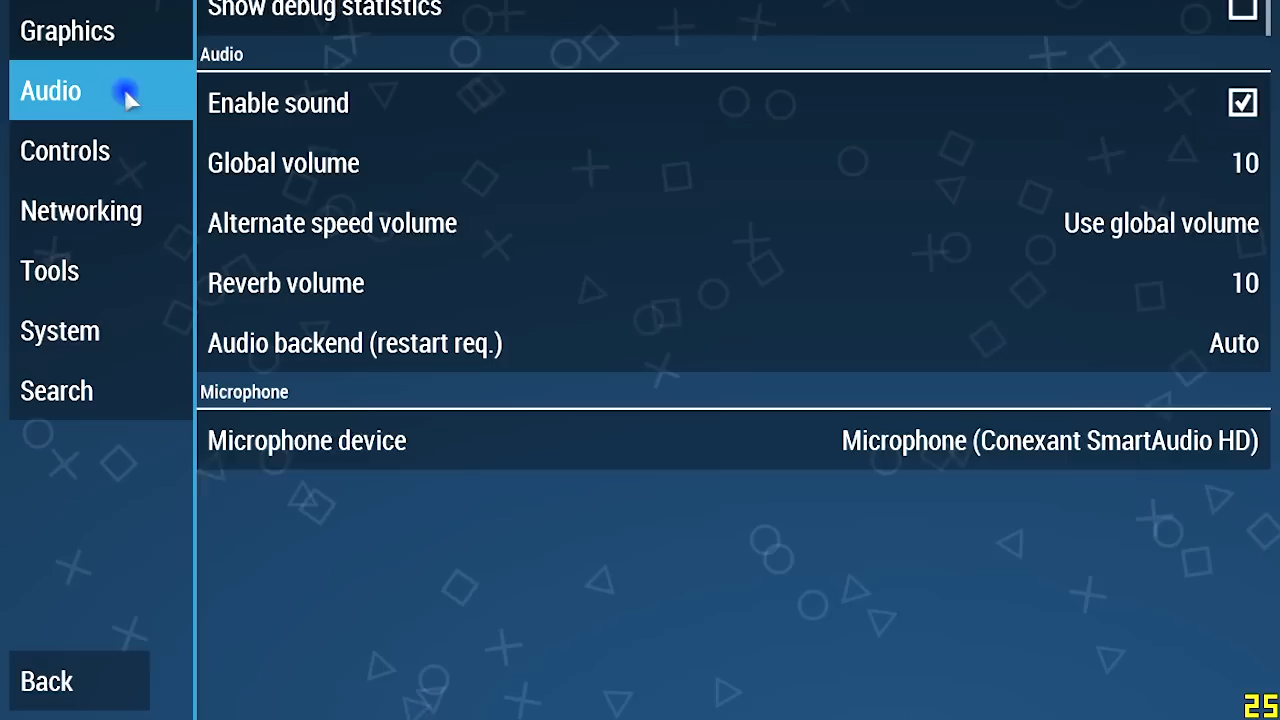 Graphics
Audio
Controls
Networking
Tools
System
Search
Back
Show debug statistics
Audio
Enable sound
Global volume 10
Alternate speed volume Use global volume
Reverb volume 10
Audio backend (restart req.) Auto
Microphone
Microphone device Microphone (Conexant SmartAudio HD)
25